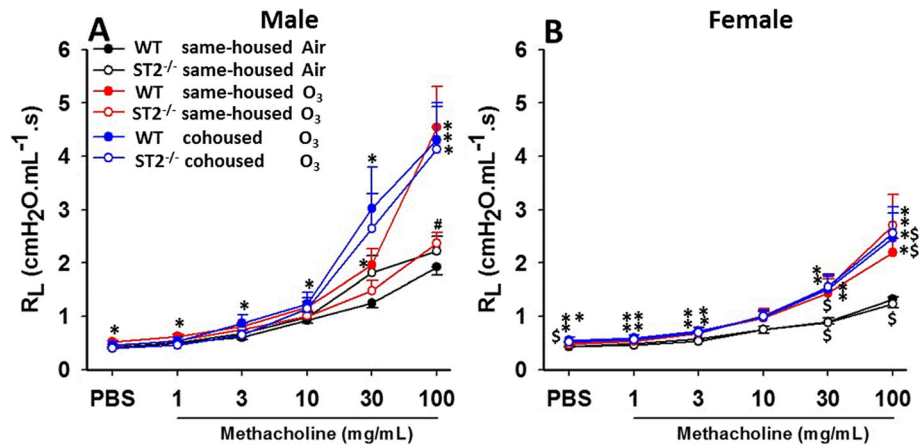 Male
Female
A
B
WT same-housed Air
ST2-/- same-housed Air
WT same-housed O3
ST2-/- same-housed O3
WT cohoused O3
ST2-/- cohoused O3
RL (cmH2O.mL-1.s)
6
5
4
3
2
1
0
* * * * * * * * *
#
PBS 1 3 10 30 100
Methacholine (mg/mL)
RL (cmH2O.mL-1.s)
6
5
4
3
2
1
0
* * *
$
* * * *
* * * *
* * * *
$
$
* * *$ *$
PBS 1 3 10 30 100
Methacholine (mg/mL)